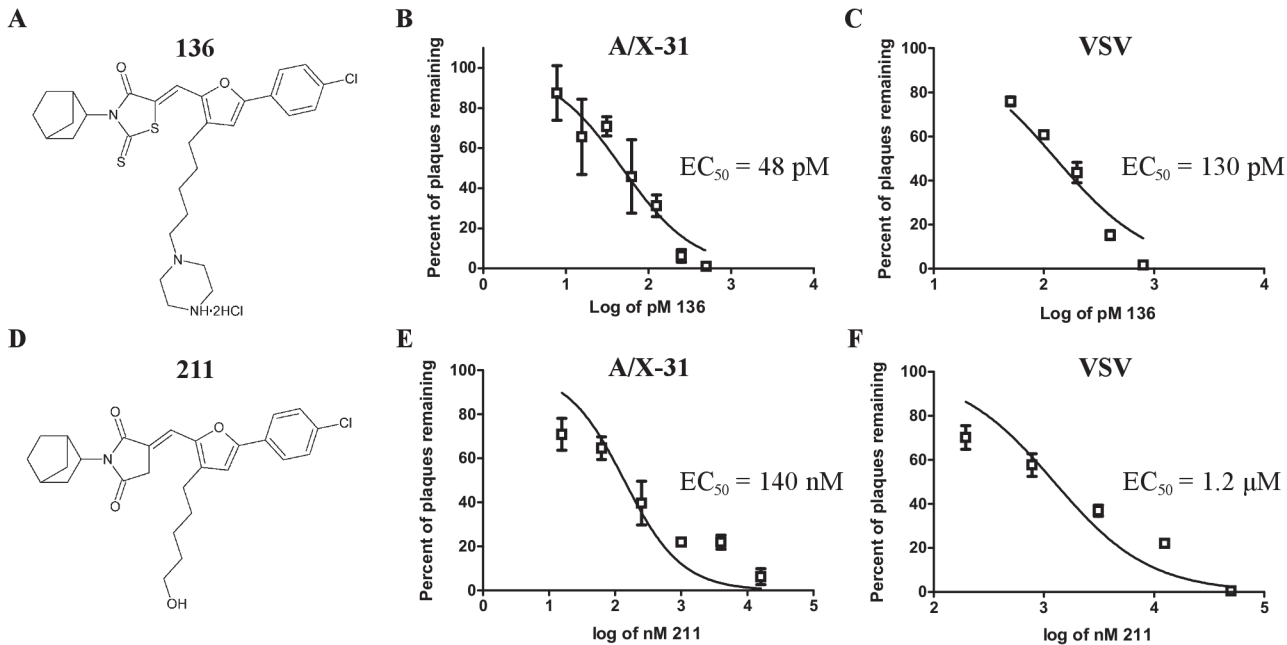 A
136
O
N
S
S
O
Cl
N
NH·2HCl
B
A/X-31
Percent of plaques remaining
100
80
60
40
20
0
EC50 = 48 pM
0 1 2 3 4
Log of pM 136
C
VSV
Percent of plaques remaining
100
80
60
40
20
0
EC50 = 130 pM
1 2 3 4
Log of pM 136
D
211
O
N
O
O
Cl
OH
E
A/X-31
Percent of plaques remaining
100
80
60
40
20
0
EC50 = 140 nM
0 1 2 3 4 5
log of nM 211
F
VSV
Percent of plaques remaining
100
80
60
40
20
0
EC50 = 1.2 μM
2 3 4 5
log of nM 211